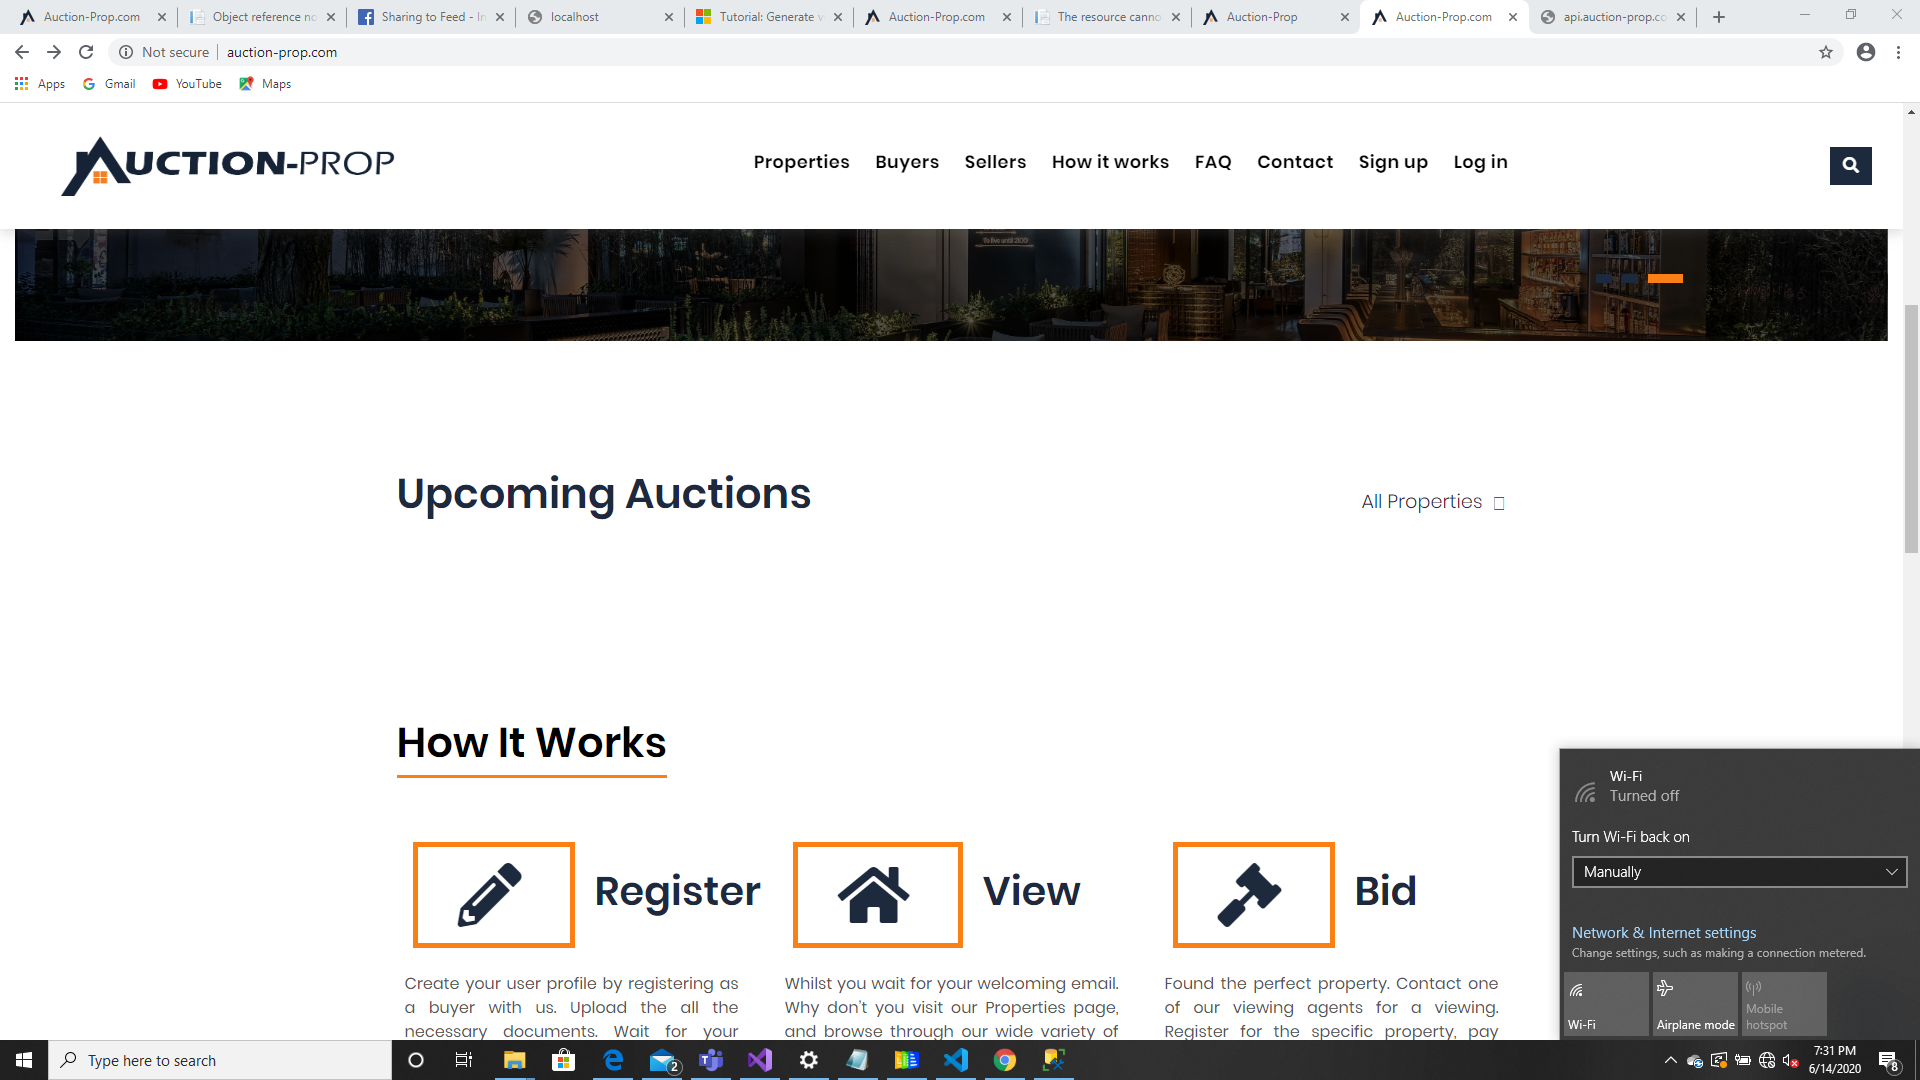 Auction-Prop.com
Object reference no
Sharing to Feed - In
localhost
Tutorial: Generate v
Auction-Prop.com
The resource canno
Auction-Prop
Auction-Prop.com
api.auction-prop.co
Not secure
auction-prop.com
Apps
Gmail
YouTube
Maps
AUCTION-PROP
Properties
Buyers
Sellers
How it works
FAQ
Contact
Sign up
Log in
To live until 2100
Upcoming Auctions
All Properties
How It Works
Register
View
Bid
Create your user profile by registering as
a buyer with us. Upload the all the
necessary documents. Wait for your
Whilst you wait for your welcoming email.
Why don't you visit our Properties page,
and browse through our wide variety of
Found the perfect property. Contact one
of our viewing agents for a viewing.
Register for the specific property, pay
Wi-Fi
Turned off
Turn Wi-Fi back on
Manually
Network & Internet settings
Change settings, such as making a connection metered.
Wi-Fi
Airplane mode
Mobile
hotspot
Type here to search
2
7:31 PM
6/14/2020
8